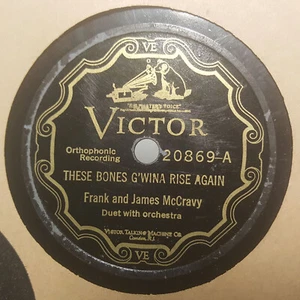 VE
"HIS MASTER'S VOICE"
VICTOR
Orthophonic
Recording
20869-A
THESE BONES G'WINA RISE AGAIN
Frank and James McCravy
Duet with orchestra
VICTOR TALKING MACHINE CO.
Camden, N.J.
VE